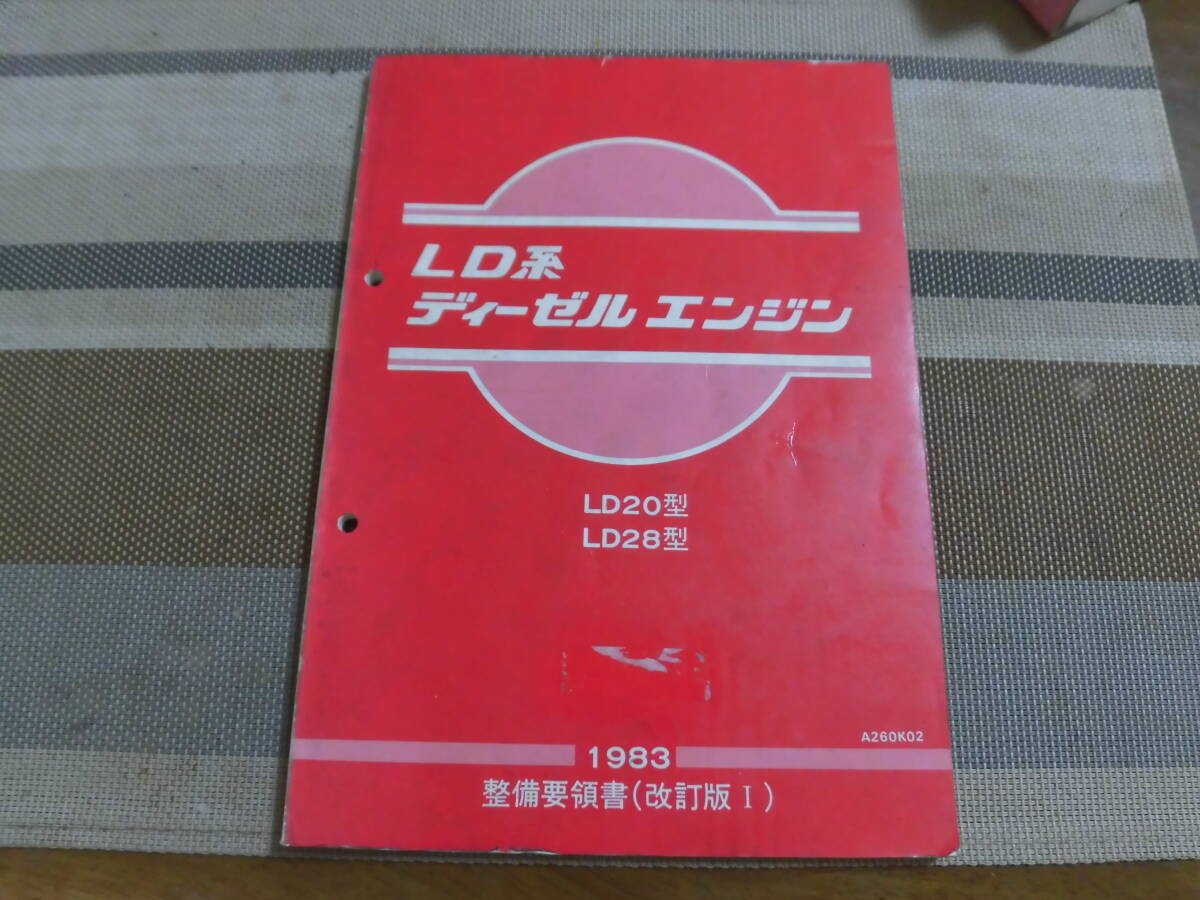 LD系
ディーゼル エンジン
LD20型
LD28型
A260K02
1983
整備要領書(改訂版 I)